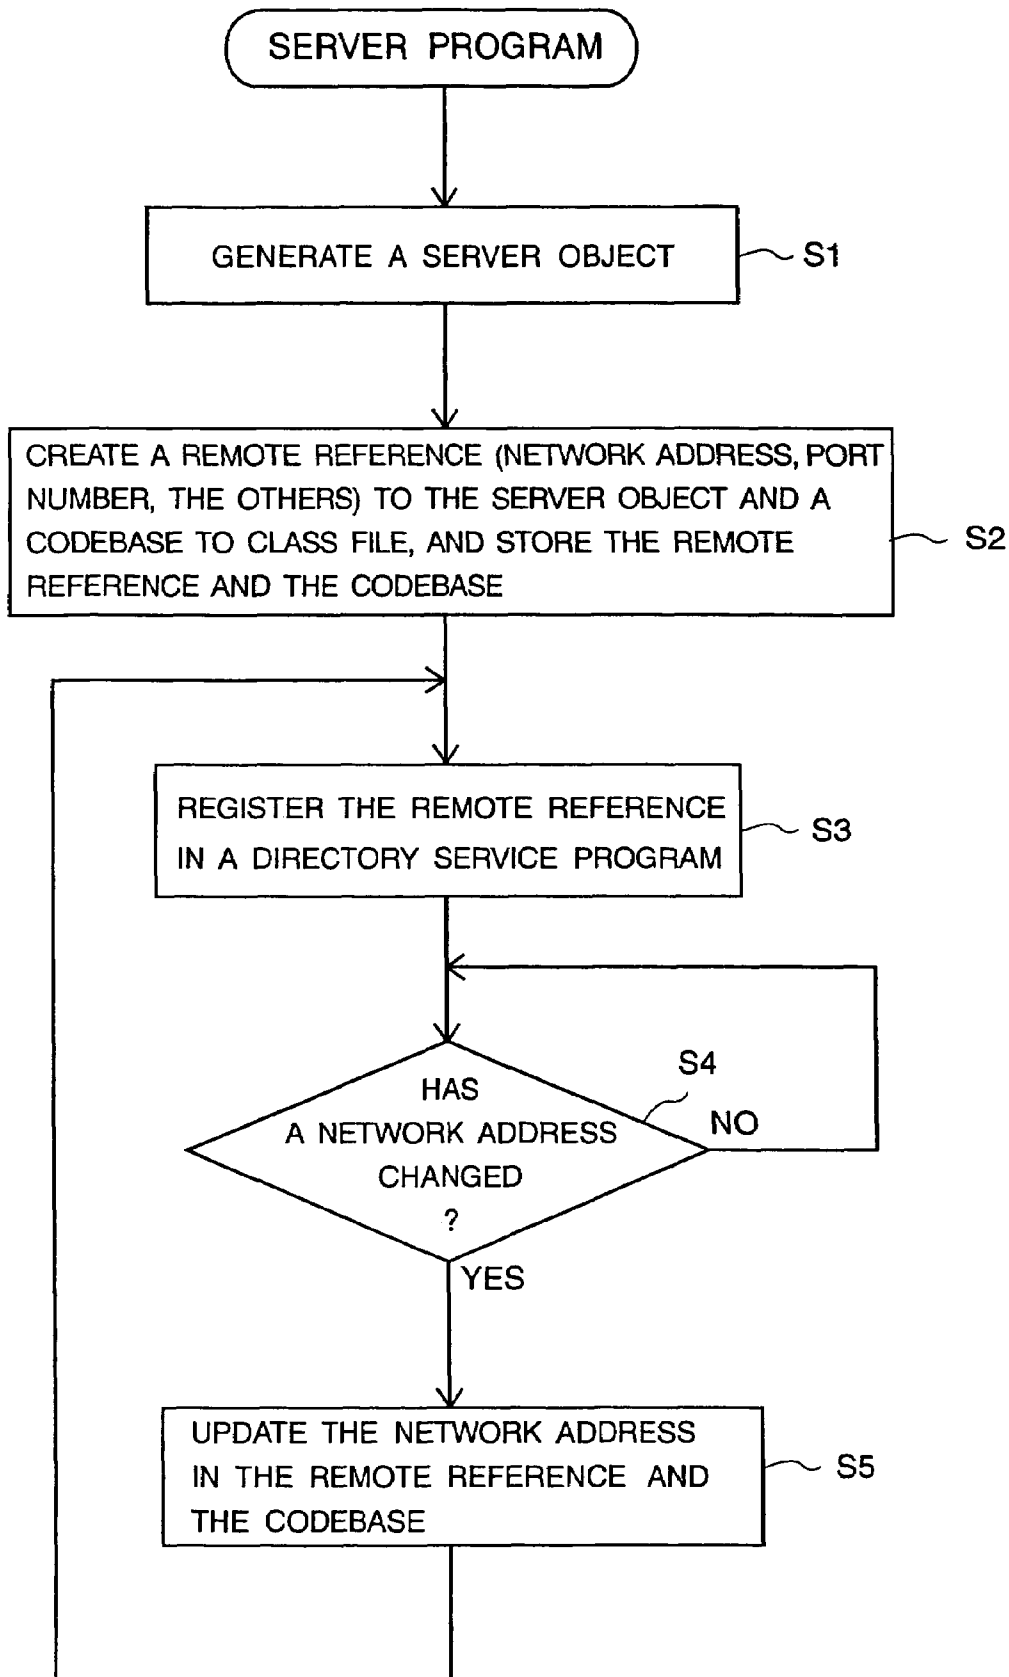 SERVER PROGRAM
GENERATE A SERVER OBJECT
S1
CREATE A REMOTE REFERENCE (NETWORK ADDRESS, PORT
NUMBER, THE OTHERS) TO THE SERVER OBJECT AND A
CODEBASE TO CLASS FILE, AND STORE THE REMOTE
REFERENCE AND THE CODEBASE
S2
REGISTER THE REMOTE REFERENCE
IN A DIRECTORY SERVICE PROGRAM
S3
HAS
A NETWORK ADDRESS
CHANGED
?
S4
NO
YES
UPDATE THE NETWORK ADDRESS
IN THE REMOTE REFERENCE AND
THE CODEBASE
S5